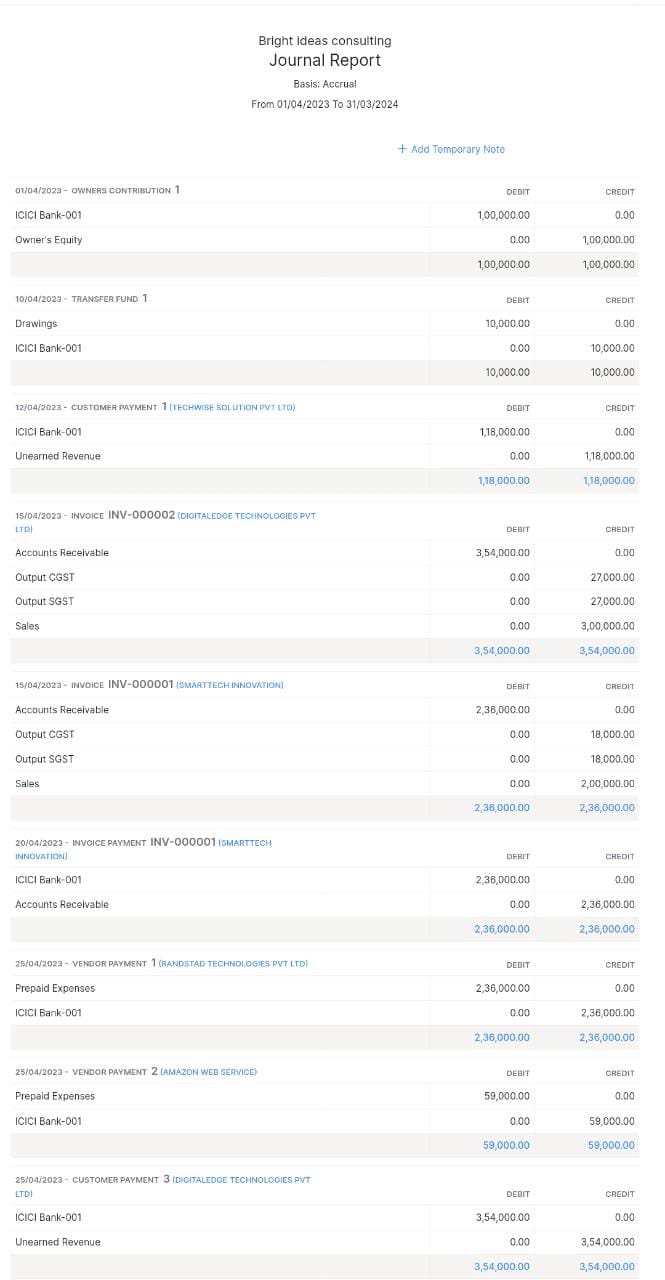 Bright ideas consulting
Journal Report
Basis: Accrual
From 01/04/2023 To 31/03/2024
+ Add Temporary Note
01/04/2023 - OWNERS CONTRIBUTION 1 DEBIT CREDIT
ICICI Bank-001 1,00,000.00 0.00
Owner's Equity 0.00 1,00,000.00
1,00,000.00 1,00,000.00
10/04/2023 - TRANSFER FUND 1 DEBIT CREDIT
Drawings 10,000.00 0.00
ICICI Bank-001 0.00 10,000.00
10,000.00 10,000.00
12/04/2023 - CUSTOMER PAYMENT 1 (TECHWISE SOLUTION PVT LTD) DEBIT CREDIT
ICICI Bank-001 1,18,000.00 0.00
Unearned Revenue 0.00 1,18,000.00
1,18,000.00 1,18,000.00
15/04/2023 - INVOICE INV-000002 (DIGITALEDGE TECHNOLOGIES PVT
LTD) DEBIT CREDIT
Accounts Receivable 3,54,000.00 0.00
Output CGST 0.00 27,000.00
Output SGST 0.00 27,000.00
Sales 0.00 3,00,000.00
3,54,000.00 3,54,000.00
15/04/2023 - INVOICE INV-000001 (SMARTTECH INNOVATION) DEBIT CREDIT
Accounts Receivable 2,36,000.00 0.00
Output CGST 0.00 18,000.00
Output SGST 0.00 18,000.00
Sales 0.00 2,00,000.00
2,36,000.00 2,36,000.00
20/04/2023 - INVOICE PAYMENT INV-000001 (SMARTTECH
INNOVATION) DEBIT CREDIT
ICICI Bank-001 2,36,000.00 0.00
Accounts Receivable 0.00 2,36,000.00
2,36,000.00 2,36,000.00
25/04/2023 - VENDOR PAYMENT 1 (RANDSTAD TECHNOLOGIES PVT LTD) DEBIT CREDIT
Prepaid Expenses 2,36,000.00 0.00
ICICI Bank-001 0.00 2,36,000.00
2,36,000.00 2,36,000.00
25/04/2023 - VENDOR PAYMENT 2 (AMAZON WEB SERVICE) DEBIT CREDIT
Prepaid Expenses 59,000.00 0.00
ICICI Bank-001 0.00 59,000.00
59,000.00 59,000.00
25/04/2023 - CUSTOMER PAYMENT 3 (DIGITALEDGE TECHNOLOGIES PVT
LTD) DEBIT CREDIT
ICICI Bank-001 3,54,000.00 0.00
Unearned Revenue 0.00 3,54,000.00
3,54,000.00 3,54,000.00